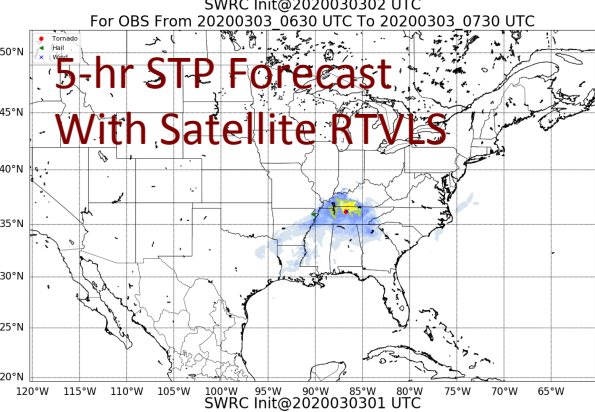 SWRC Init@2020030302 UTC
For OBS From 20200303_0630 UTC To 20200303_0730 UTC
Tornado
Hail
Wind
5-hr STP Forecast
With Satellite RTVLS
50°N
45°N
40°N
35°N
30°N
25°N
20°N
120°W 115°W 110°W 105°W 100°W 95°W 90°W 85°W 80°W 75°W 70°W 65°W
SWRC Init@2020030301 UTC